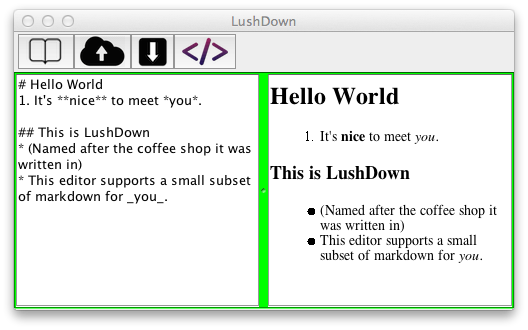 LushDown
# Hello World
1. It's **nice** to meet *you*.
## This is LushDown
* (Named after the coffee shop it was
written in)
* This editor supports a small subset
of markdown for _you_.
Hello World
1. It's nice to meet you.
This is LushDown
● (Named after the coffee shop it
was written in)
● This editor supports a small
subset of markdown for you.